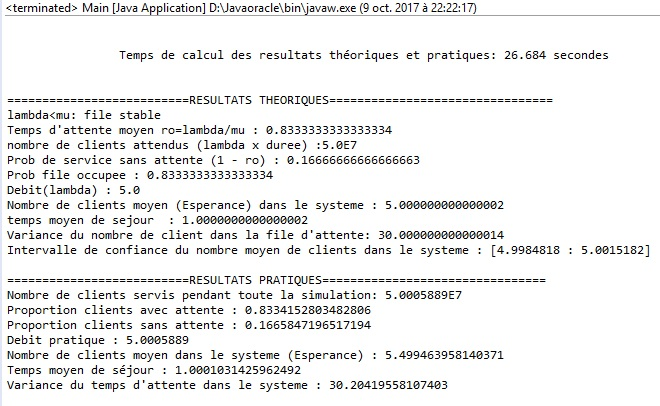 <terminated> Main [Java Application] D:\Javaoracle\bin\javaw.exe (9 oct. 2017 à 22:22:17)
Temps de calcul des resultats théoriques et pratiques: 26.684 secondes
==========================RESULTATS THEORIQUES================================
lambda<mu: file stable
Temps d'attente moyen ro=lambda/mu : 0.8333333333333334
nombre de clients attendus (lambda x duree) :5.0E7
Prob de service sans attente (1 - ro) : 0.16666666666666663
Prob file occupee : 0.8333333333333334
Debit(lambda) : 5.0
Nombre de clients moyen (Esperance) dans le systeme : 5.000000000000002
temps moyen de sejour  : 1.0000000000000002
Variance du nombre de client dans la file d'attente: 30.000000000000014
Intervalle de confiance du nombre moyen de clients dans le systeme : [4.9984818 : 5.0015182]
==========================RESULTATS PRATIQUES================================
Nombre de clients servis pendant toute la simulation: 5.0005889E7
Proportion clients avec attente : 0.8334152803482806
Proportion clients sans attente : 0.1665847196517194
Debit pratique : 5.0005889
Nombre de clients moyen dans le systeme (Esperance) : 5.499463958140371
Temps moyen de séjour : 1.0001031425962492
Variance du temps d'attente dans le systeme : 30.20419558107403